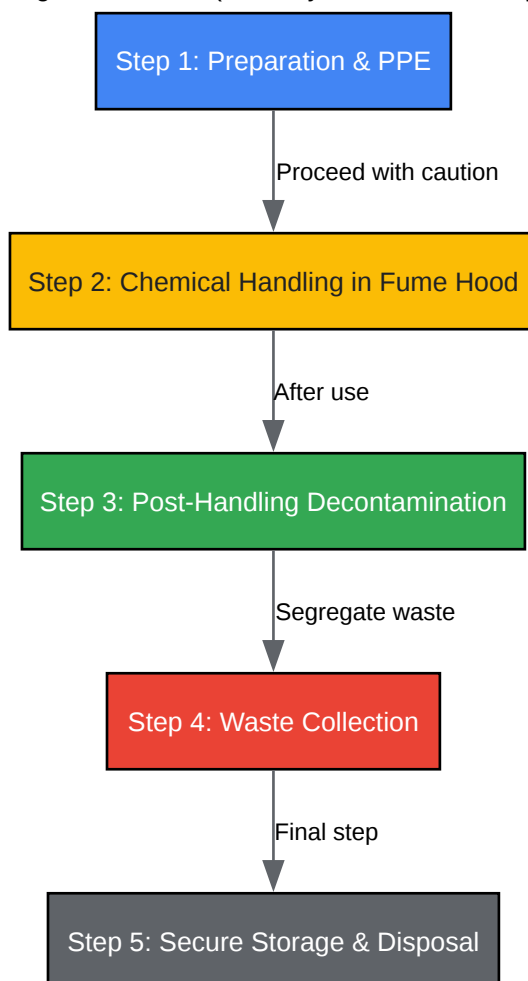 Step 1: Preparation & PPE
Proceed with caution
Step 2: Chemical Handling in Fume Hood
After use
Step 3: Post-Handling Decontamination
Segregate waste
Step 4: Waste Collection
Final step
Step 5: Secure Storage & Disposal